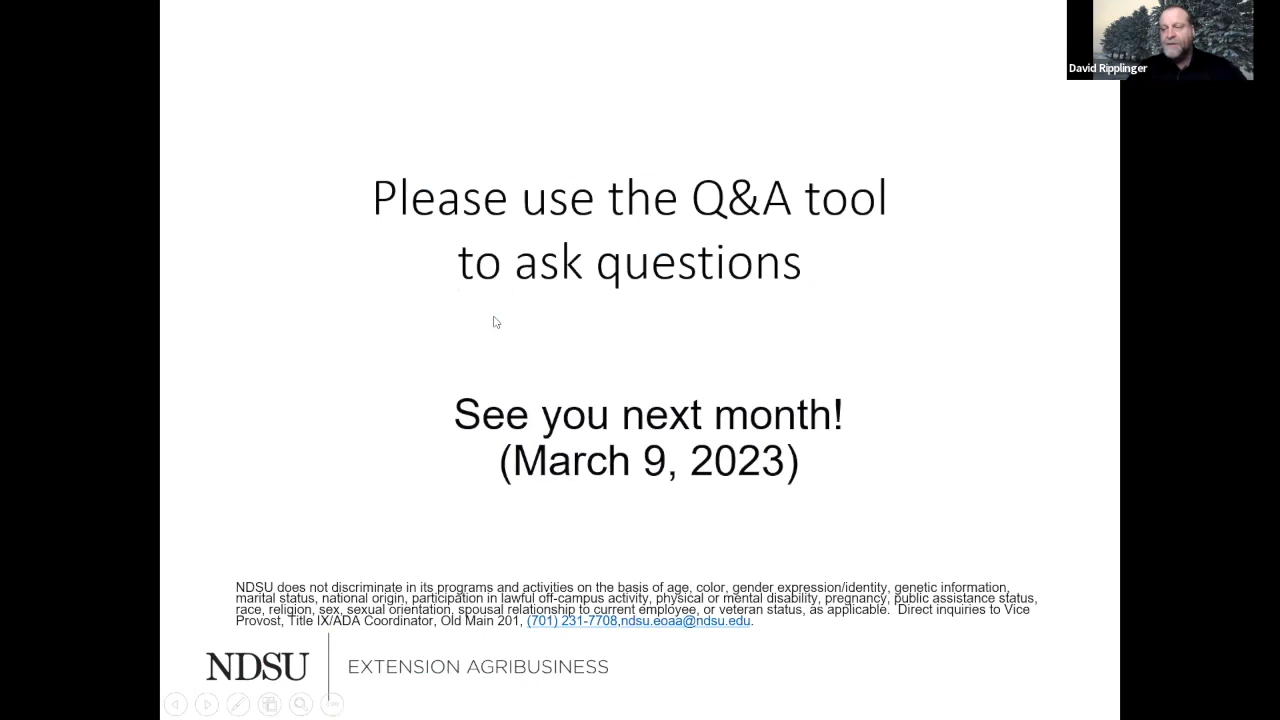 David Ripplinger
Please use the Q&A tool
to ask questions
See you next month!
(March 9, 2023)
NDSU does not discriminate in its programs and activities on the basis of age, color, gender expression/identity, genetic information,
marital status, national origin, participation in lawful off-campus activity, physical or mental disability, pregnancy, public assistance status,
race, religion, sex, sexual orientation, spousal relationship to current employee, or veteran status, as applicable.  Direct inquiries to Vice
Provost, Title IX/ADA Coordinator, Old Main 201, (701) 231-7708,ndsu.eoaa@ndsu.edu.
NDSU EXTENSION AGRIBUSINESS